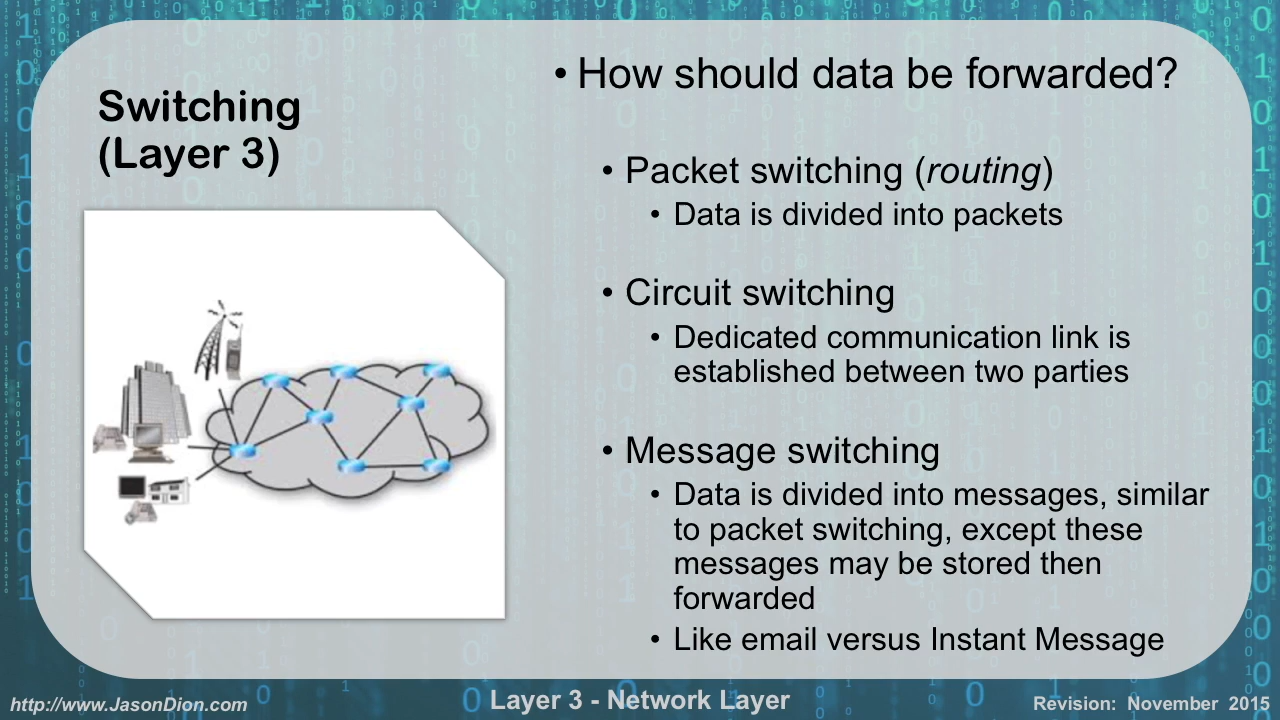 Switching
(Layer 3)
• How should data be forwarded?
• Packet switching (routing)
• Data is divided into packets
• Circuit switching
• Dedicated communication link is
established between two parties
• Message switching
• Data is divided into messages, similar
to packet switching, except these
messages may be stored then
forwarded
• Like email versus Instant Message
http://www.JasonDion.com
Layer 3 - Network Layer
Revision: November 2015